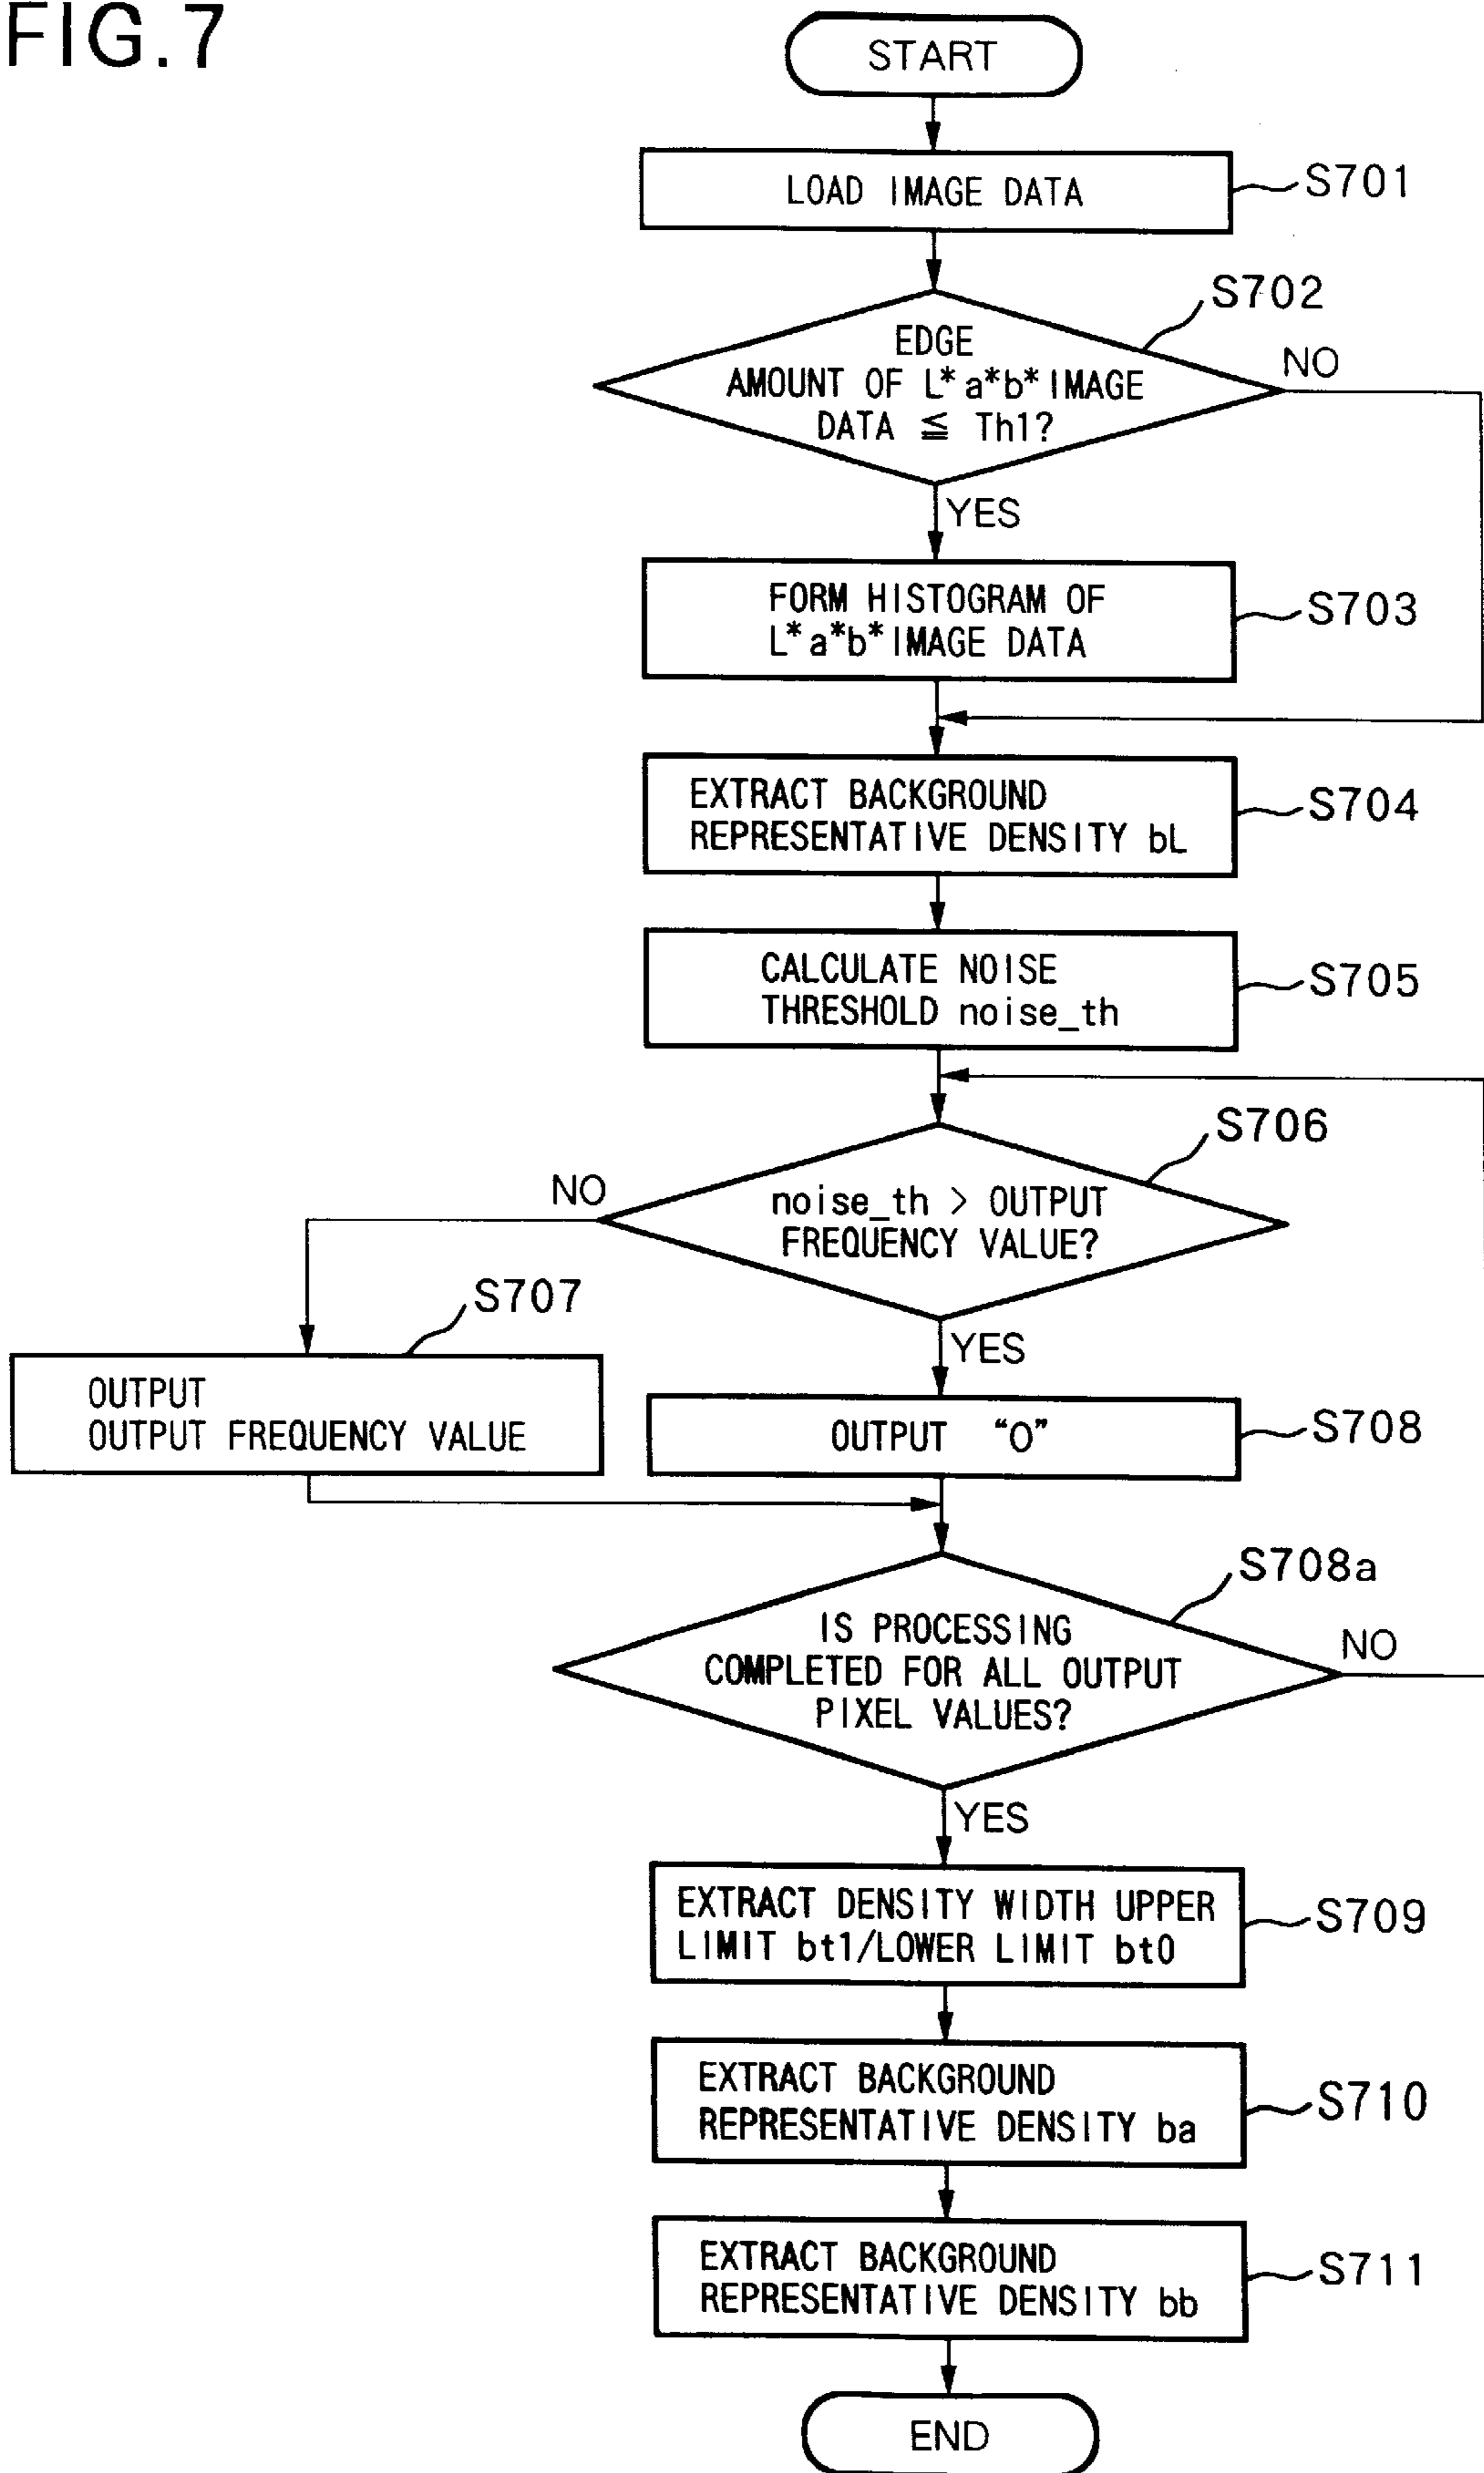 FIG.7
START
LOAD IMAGE DATA
S701
S702
EDGE
AMOUNT OF L*a*b* IMAGE
DATA ≦ Th1?
NO
YES
FORM HISTOGRAM OF
L*a*b* IMAGE DATA
S703
EXTRACT BACKGROUND
REPRESENTATIVE DENSITY bL
S704
CALCULATE NOISE
THRESHOLD noise_th
S705
S706
noise_th > OUTPUT
FREQUENCY VALUE?
NO
YES
S707
OUTPUT
OUTPUT FREQUENCY VALUE
OUTPUT “0”
S708
S708a
IS PROCESSING
COMPLETED FOR ALL OUTPUT
PIXEL VALUES?
NO
YES
EXTRACT DENSITY WIDTH UPPER
LIMIT bt1/LOWER LIMIT bt0
S709
EXTRACT BACKGROUND
REPRESENTATIVE DENSITY ba
S710
EXTRACT BACKGROUND
REPRESENTATIVE DENSITY bb
S711
END